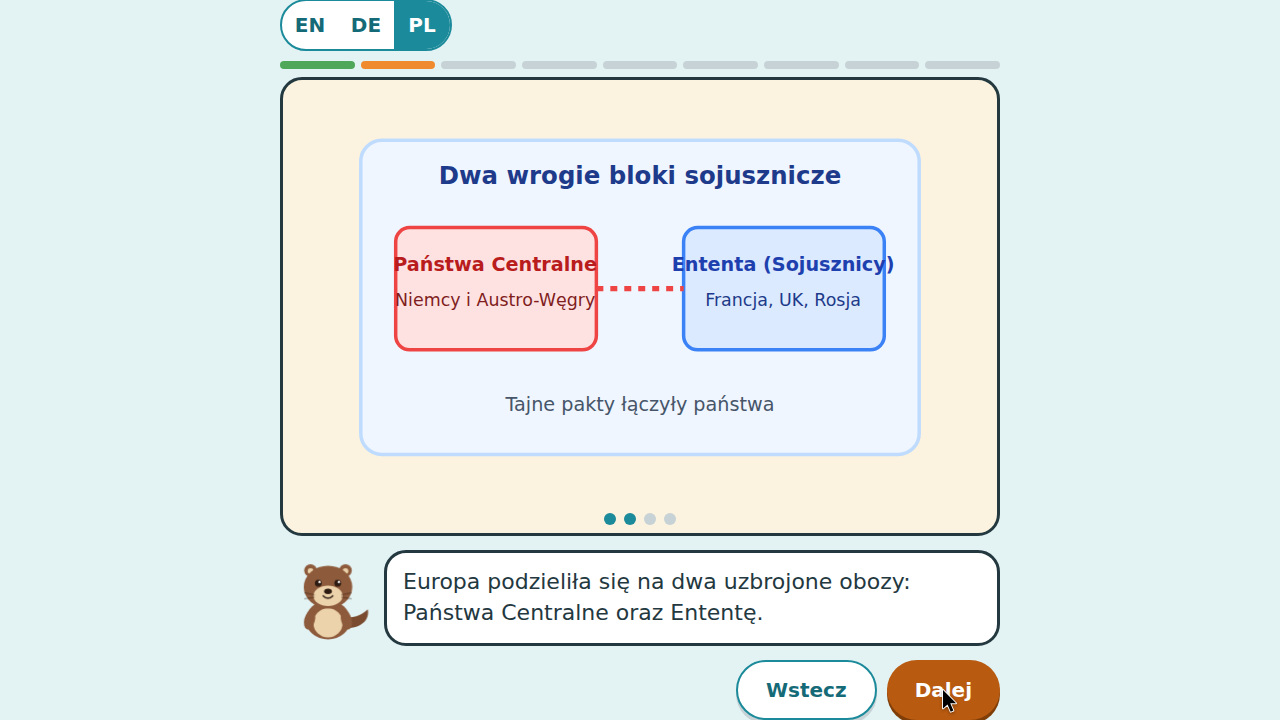 EN DE PL
Dwa wrogie bloki sojusznicze
Państwa Centralne
Niemcy i Austro-Węgry
Ententa (Sojusznicy)
Francja, UK, Rosja
Tajne pakty łączyły państwa
Europa podzieliła się na dwa uzbrojone obozy:
Państwa Centralne oraz Ententę.
Wstecz
Dalej